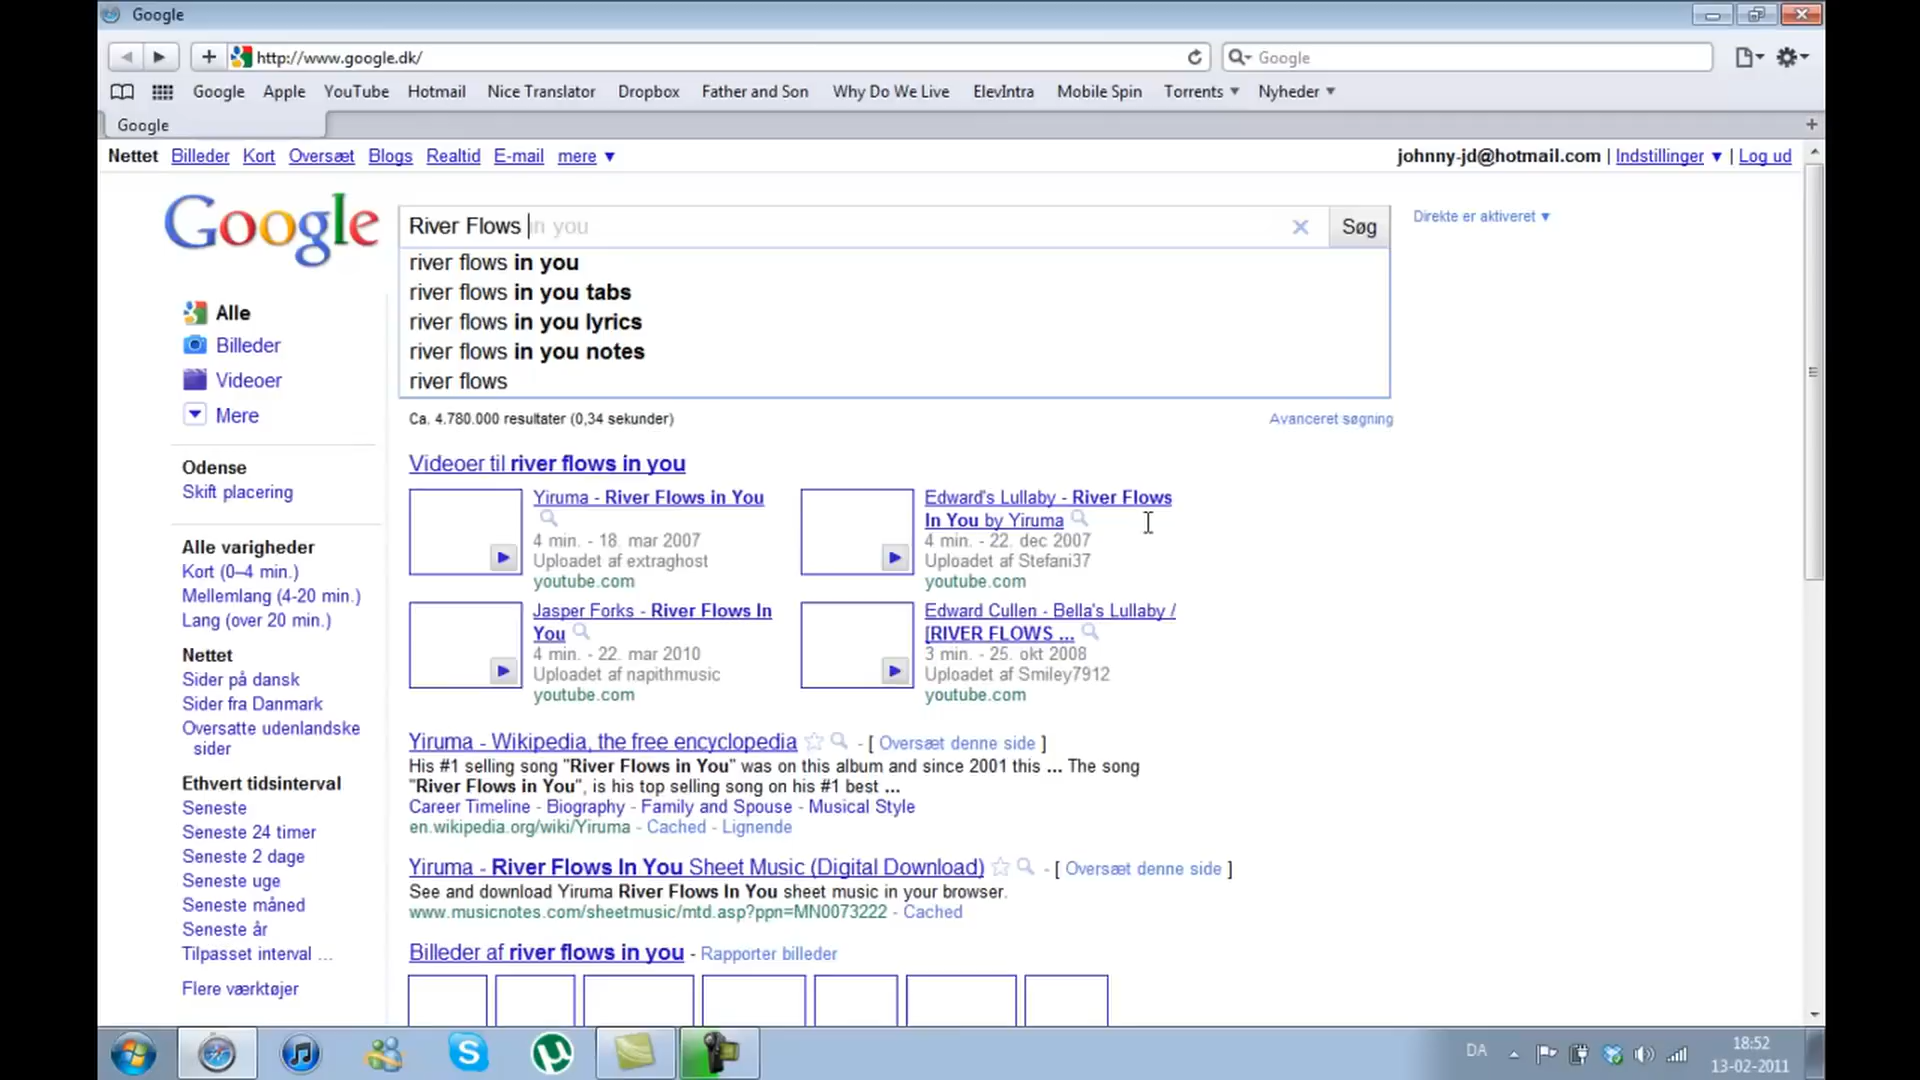 Google
http://www.google.dk/
Google
Google Apple YouTube Hotmail Nice Translator Dropbox Father and Son Why Do We Live ElevIntra Mobile Spin Torrents Nyheder
Google
Nettet Billeder Kort Oversæt Blogs Realtid E-mail mere
johnny-jd@hotmail.com | Indstillinger | Log ud
Google
River Flows in you
Søg
Direkte er aktiveret
river flows in you
river flows in you tabs
river flows in you lyrics
river flows in you notes
river flows
Alle
Billeder
Videoer
Mere
Odense
Skift placering
Alle varigheder
Kort (0–4 min.)
Mellemlang (4-20 min.)
Lang (over 20 min.)
Nettet
Sider på dansk
Sider fra Danmark
Oversatte udenlandske
sider
Ethvert tidsinterval
Seneste
Seneste 24 timer
Seneste 2 dage
Seneste uge
Seneste måned
Seneste år
Tilpasset interval ...
Flere værktøjer
Ca. 4.780.000 resultater (0,34 sekunder)
Avanceret søgning
Videoer til river flows in you
Yiruma - River Flows in You
4 min. - 18. mar 2007
Uploadet af extraghost
youtube.com
Edward's Lullaby - River Flows
In You by Yiruma
4 min. - 22. dec 2007
Uploadet af Stefani37
youtube.com
Jasper Forks - River Flows In
You
4 min. - 22. mar 2010
Uploadet af napithmusic
youtube.com
Edward Cullen - Bella's Lullaby /
[RIVER FLOWS ...
3 min. - 25. okt 2008
Uploadet af Smiley7912
youtube.com
Yiruma - Wikipedia, the free encyclopedia - [ Oversæt denne side ]
His #1 selling song "River Flows in You" was on this album and since 2001 this ... The song
"River Flows in You", is his top selling song on his #1 best ...
Career Timeline - Biography - Family and Spouse - Musical Style
en.wikipedia.org/wiki/Yiruma - Cached - Lignende
Yiruma - River Flows In You Sheet Music (Digital Download) - [ Oversæt denne side ]
See and download Yiruma River Flows In You sheet music in your browser.
www.musicnotes.com/sheetmusic/mtd.asp?ppn=MN0073222 - Cached
Billeder af river flows in you - Rapporter billeder
DA
18:52
13-02-2011